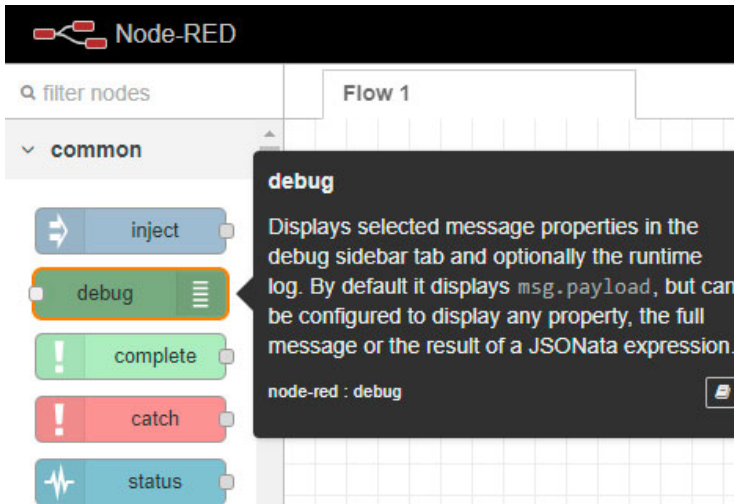 Node-RED
filter nodes
Flow 1
common
debug
Displays selected message properties in the
debug sidebar tab and optionally the runtime
log. By default it displays msg.payload, but can
be configured to display any property, the full
message or the result of a JSONata expression.
node-red : debug
inject
debug
complete
catch
status